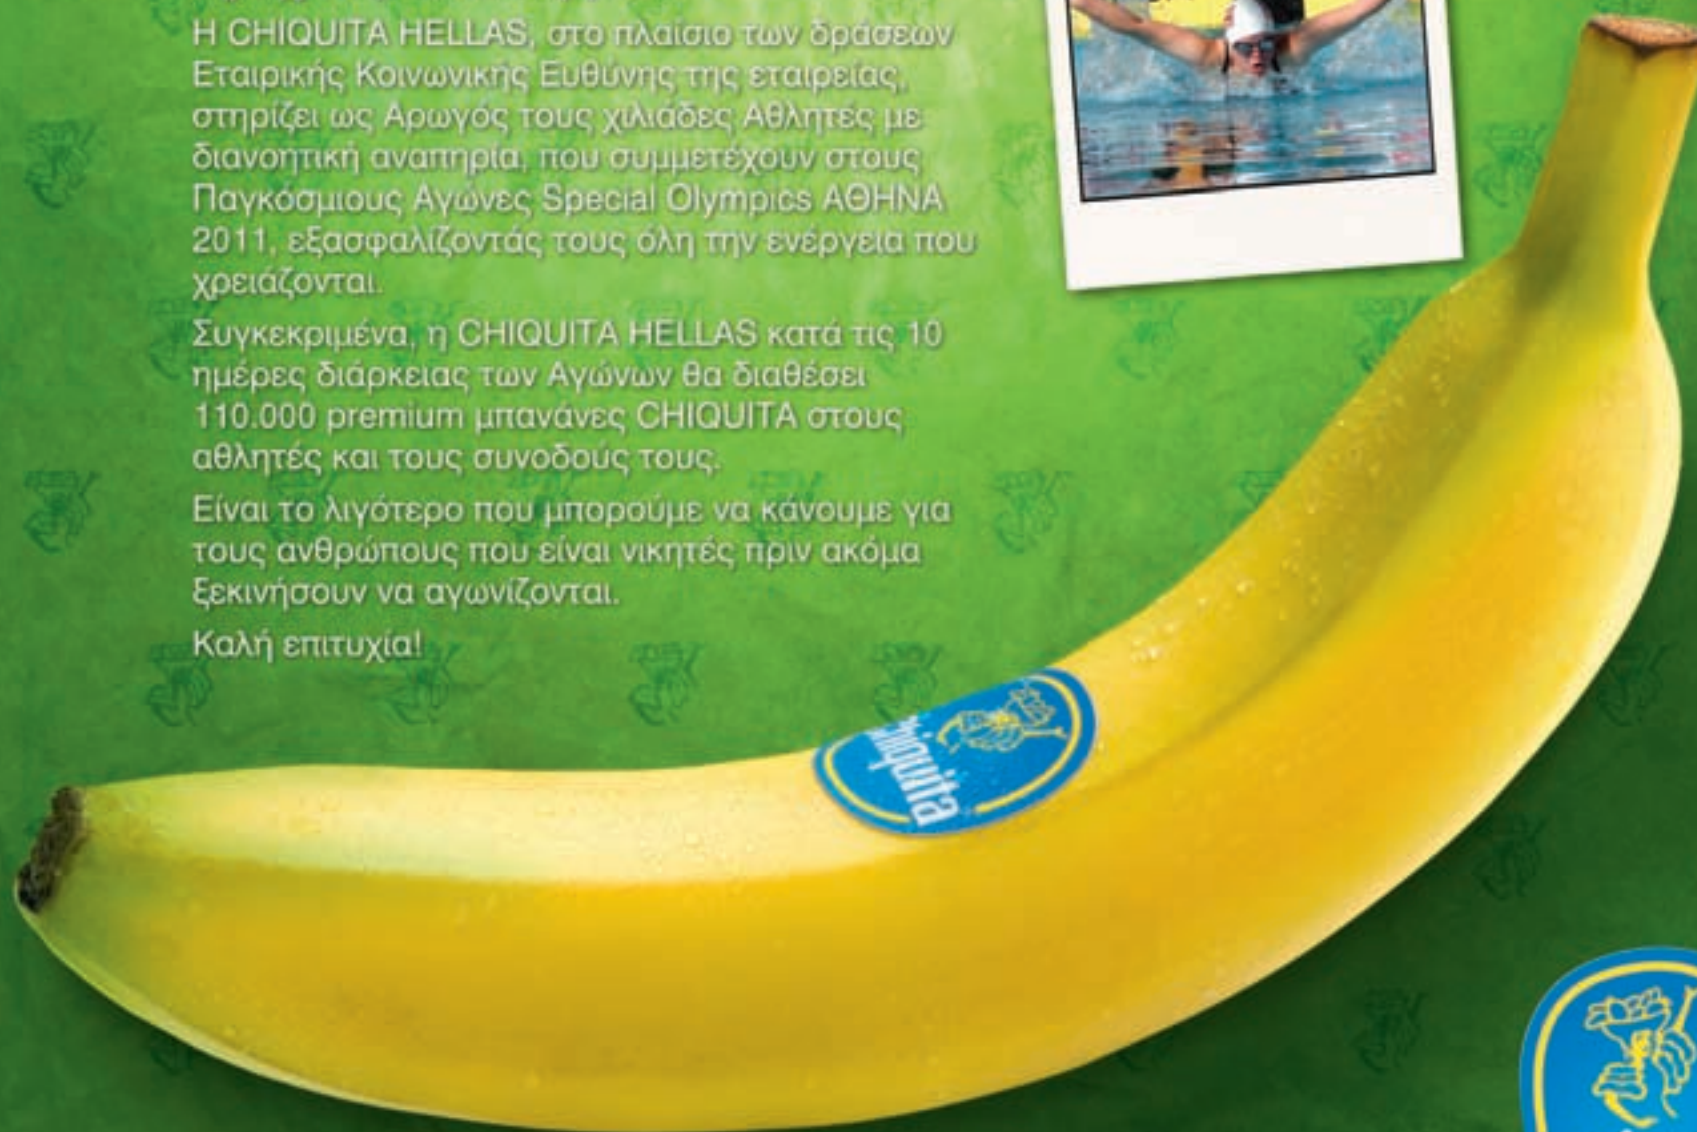 Η CHIQUITA HELLAS, στο πλαίσιο των δράσεων
Εταιρικής Κοινωνικής Ευθύνης της εταιρείας,
στηρίζει ως Αρωγός τους χιλιάδες Αθλητές με
διανοητική αναπηρία, που συμμετέχουν στους
Παγκόσμιους Αγώνες Special Olympics ΑΘΗΝΑ
2011, εξασφαλίζοντάς τους όλη την ενέργεια που
χρειάζονται.
Συγκεκριμένα, η CHIQUITA HELLAS κατά τις 10
ημέρες διάρκειας των Αγώνων θα διαθέσει
110.000 premium μπανάνες CHIQUITA στους
αθλητές και τους συνοδούς τους.
Είναι το λιγότερο που μπορούμε να κάνουμε για
τους ανθρώπους που είναι νικητές πριν ακόμα
ξεκινήσουν να αγωνίζονται.
Καλή επιτυχία!
Chiquita